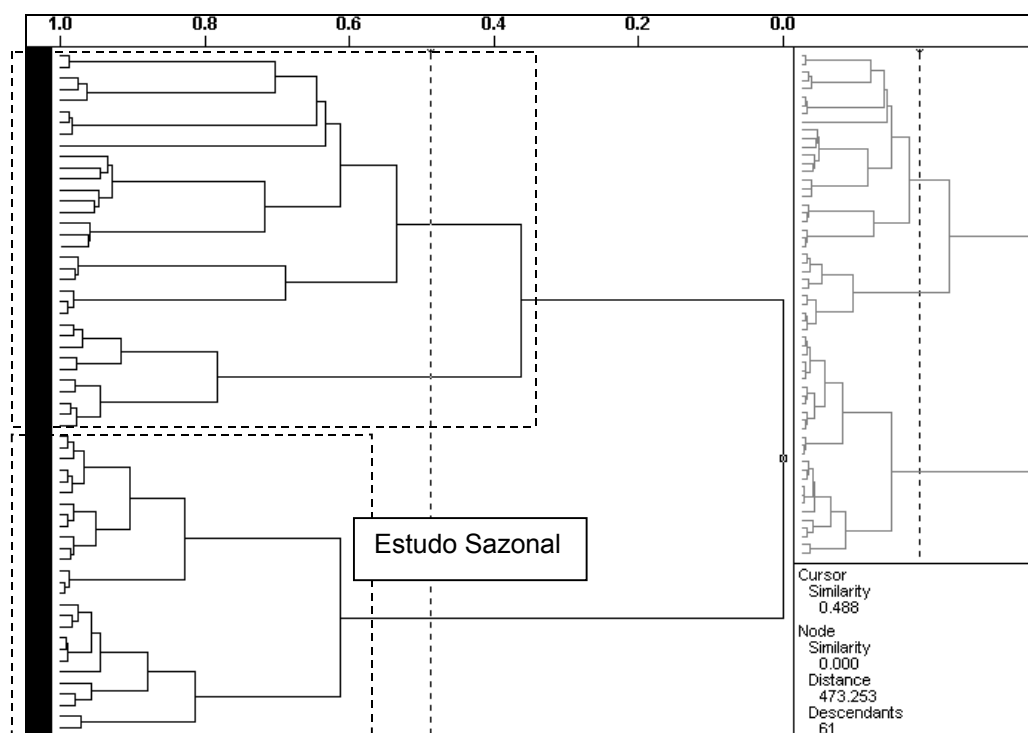 1.0 0.8 0.6 0.4 0.2 0.0
Estudo Sazonal
Cursor
Similarity
0.488
Node
Similarity
0.000
Distance
473.253
Descendants
61